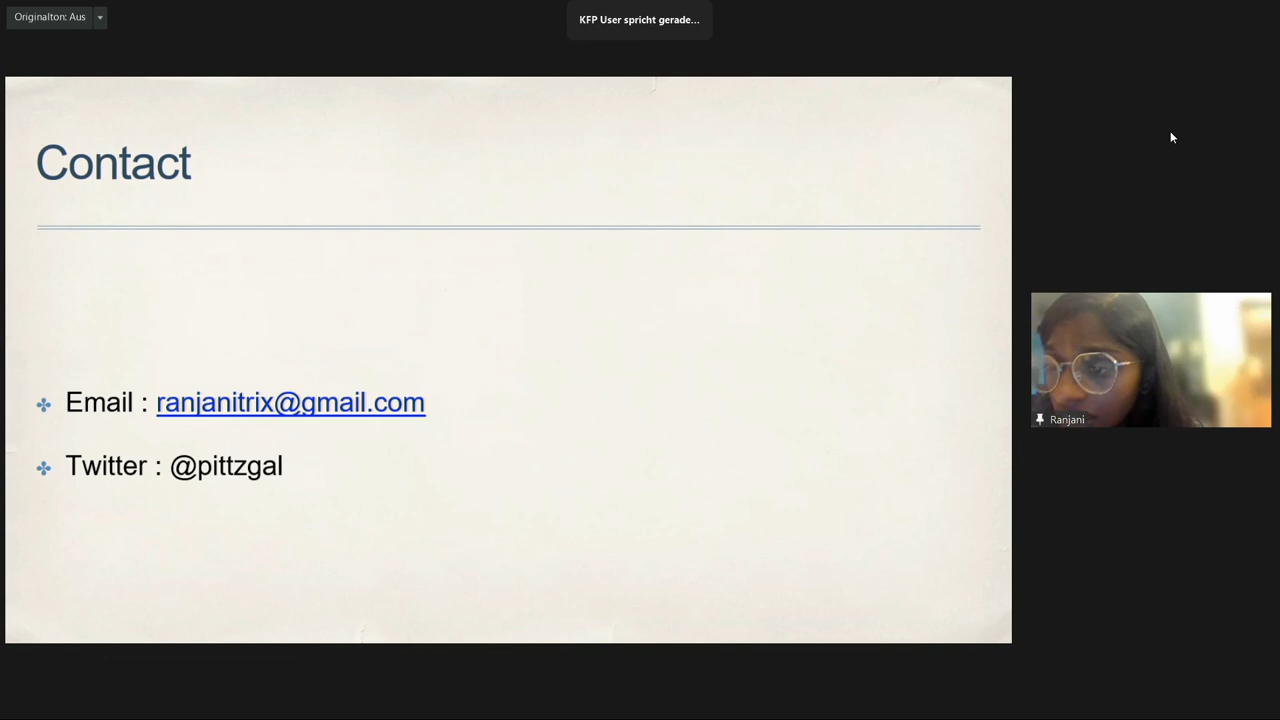 Originalton: Aus
KFP User spricht gerade...
Contact
Email : ranjanitrix@gmail.com
Twitter : @pittzgal
Ranjani